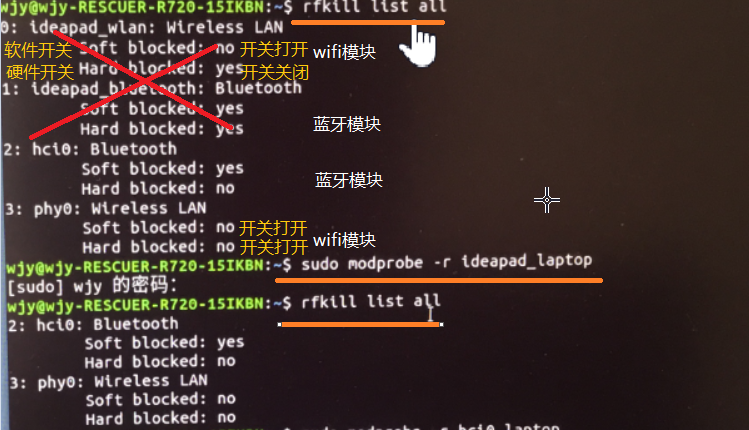 wjy@wjy-RESCUER-R720-15IKBN:~$ rfkill list all
0: ideapad_wlan: Wireless LAN
软件开关 Soft blocked: no 开关打开 wifi模块
硬件开关 Hard blocked: yes 开关关闭
1: ideapad_bluetooth: Bluetooth
Soft blocked: yes
Hard blocked: yes 蓝牙模块
2: hci0: Bluetooth
Soft blocked: yes 蓝牙模块
Hard blocked: no
3: phy0: Wireless LAN
Soft blocked: no 开关打开
Hard blocked: no 开关打开 wifi模块
wjy@wjy-RESCUER-R720-15IKBN:~$ sudo modprobe -r ideapad_laptop
[sudo] wjy 的密码：
wjy@wjy-RESCUER-R720-15IKBN:~$ rfkill list all
2: hci0: Bluetooth
Soft blocked: yes
Hard blocked: no
3: phy0: Wireless LAN
Soft blocked: no
Hard blocked: no